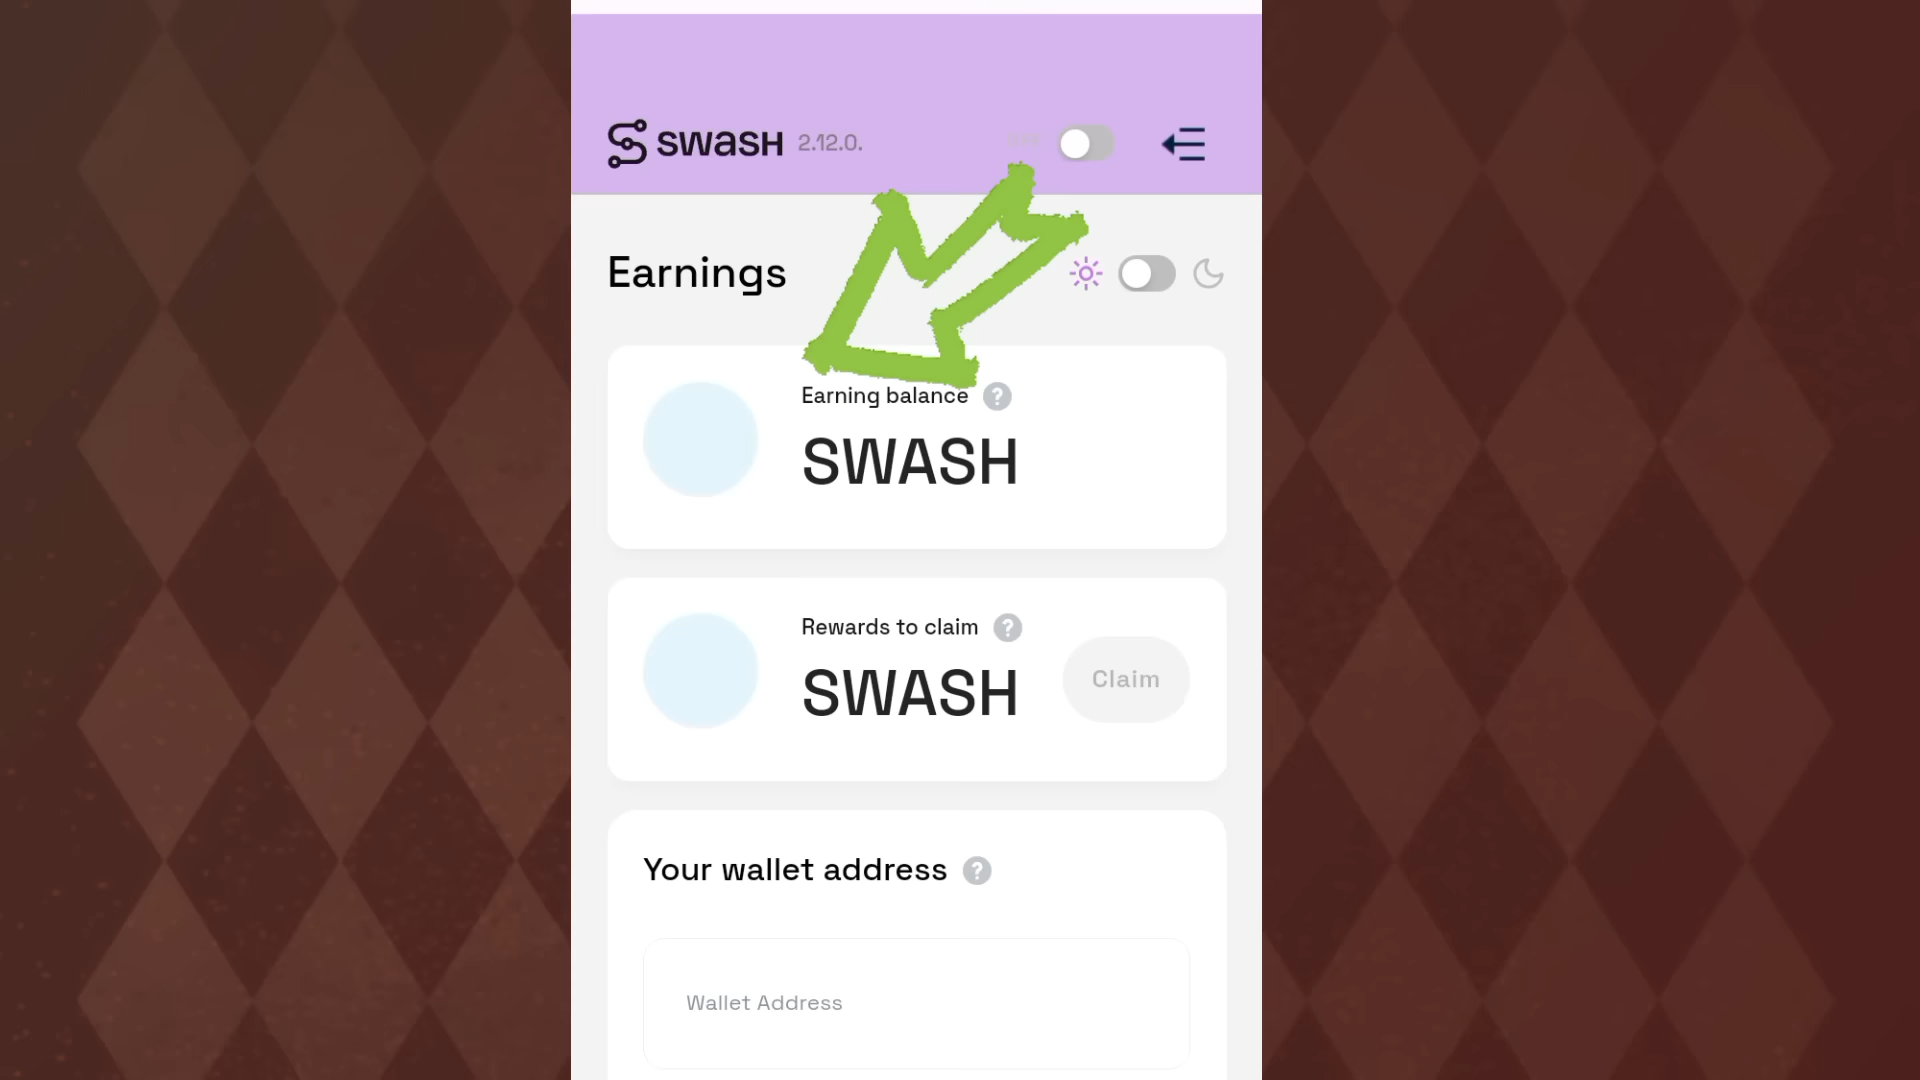 SWASH 2.12.0.
Earnings
Earning balance ?
SWASH
Rewards to claim ?
SWASH
Claim
Your wallet address ?
Wallet Address